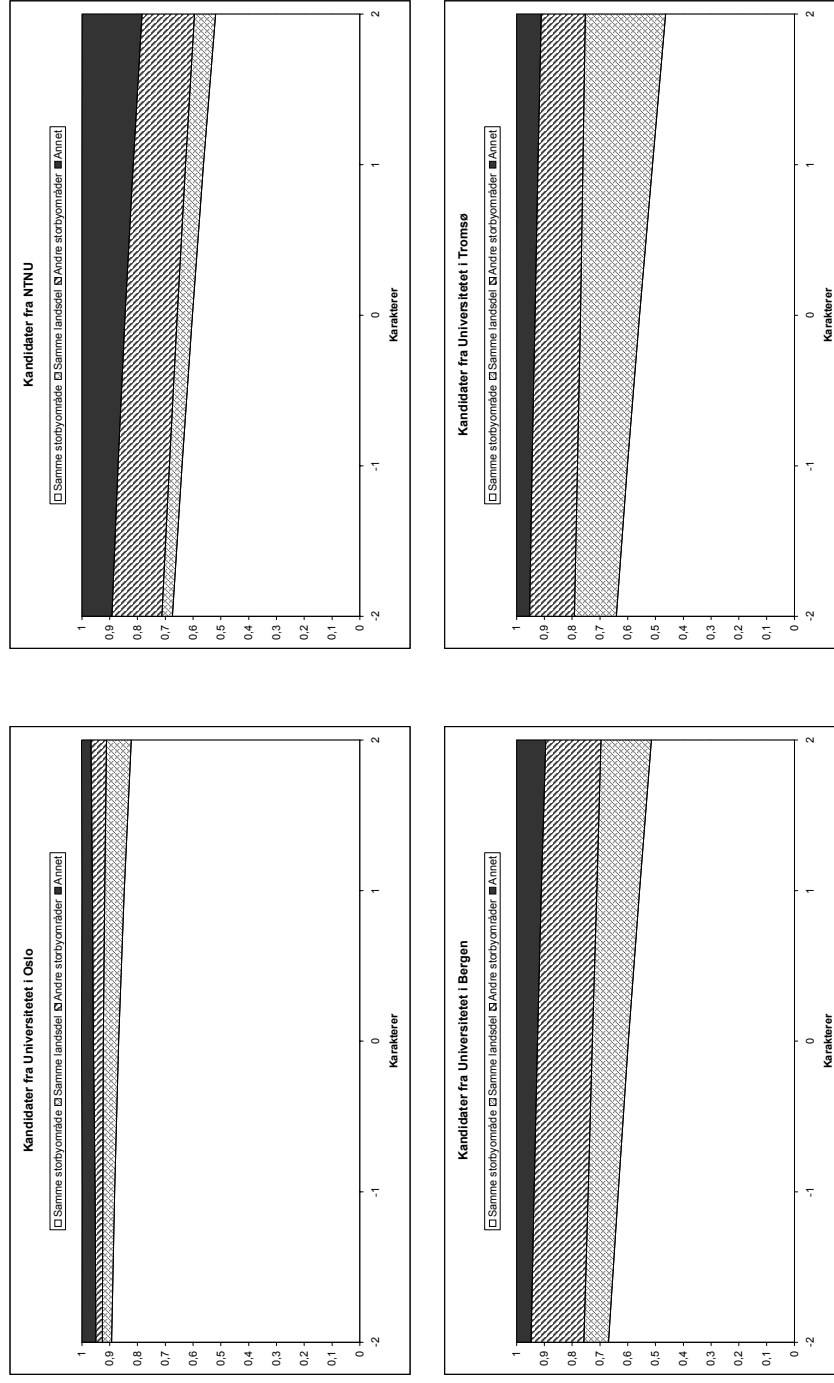 Kandidater fra Universitetet i Oslo
Samme storbyområde Samme landsdel Andre storbyområder Annet
1
0,9
0,8
0,7
0,6
0,5
0,4
0,3
0,2
0,1
0
-2 -1 0 1 2
Karakterer
Kandidater fra NTNU
Samme storbyområde Samme landsdel Andre storbyområder Annet
1
0,9
0,8
0,7
0,6
0,5
0,4
0,3
0,2
0,1
0
-2 -1 0 1 2
Karakterer
Kandidater fra Universitetet i Bergen
Samme storbyområde Samme landsdel Andre storbyområder Annet
1
0,9
0,8
0,7
0,6
0,5
0,4
0,3
0,2
0,1
0
-2 -1 0 1 2
Karakterer
Kandidater fra Universitetet i Tromsø
Samme storbyområde Samme landsdel Andre storbyområder Annet
1
0,9
0,8
0,7
0,6
0,5
0,4
0,3
0,2
0,1
0
-2 -1 0 1 2
Karakterer